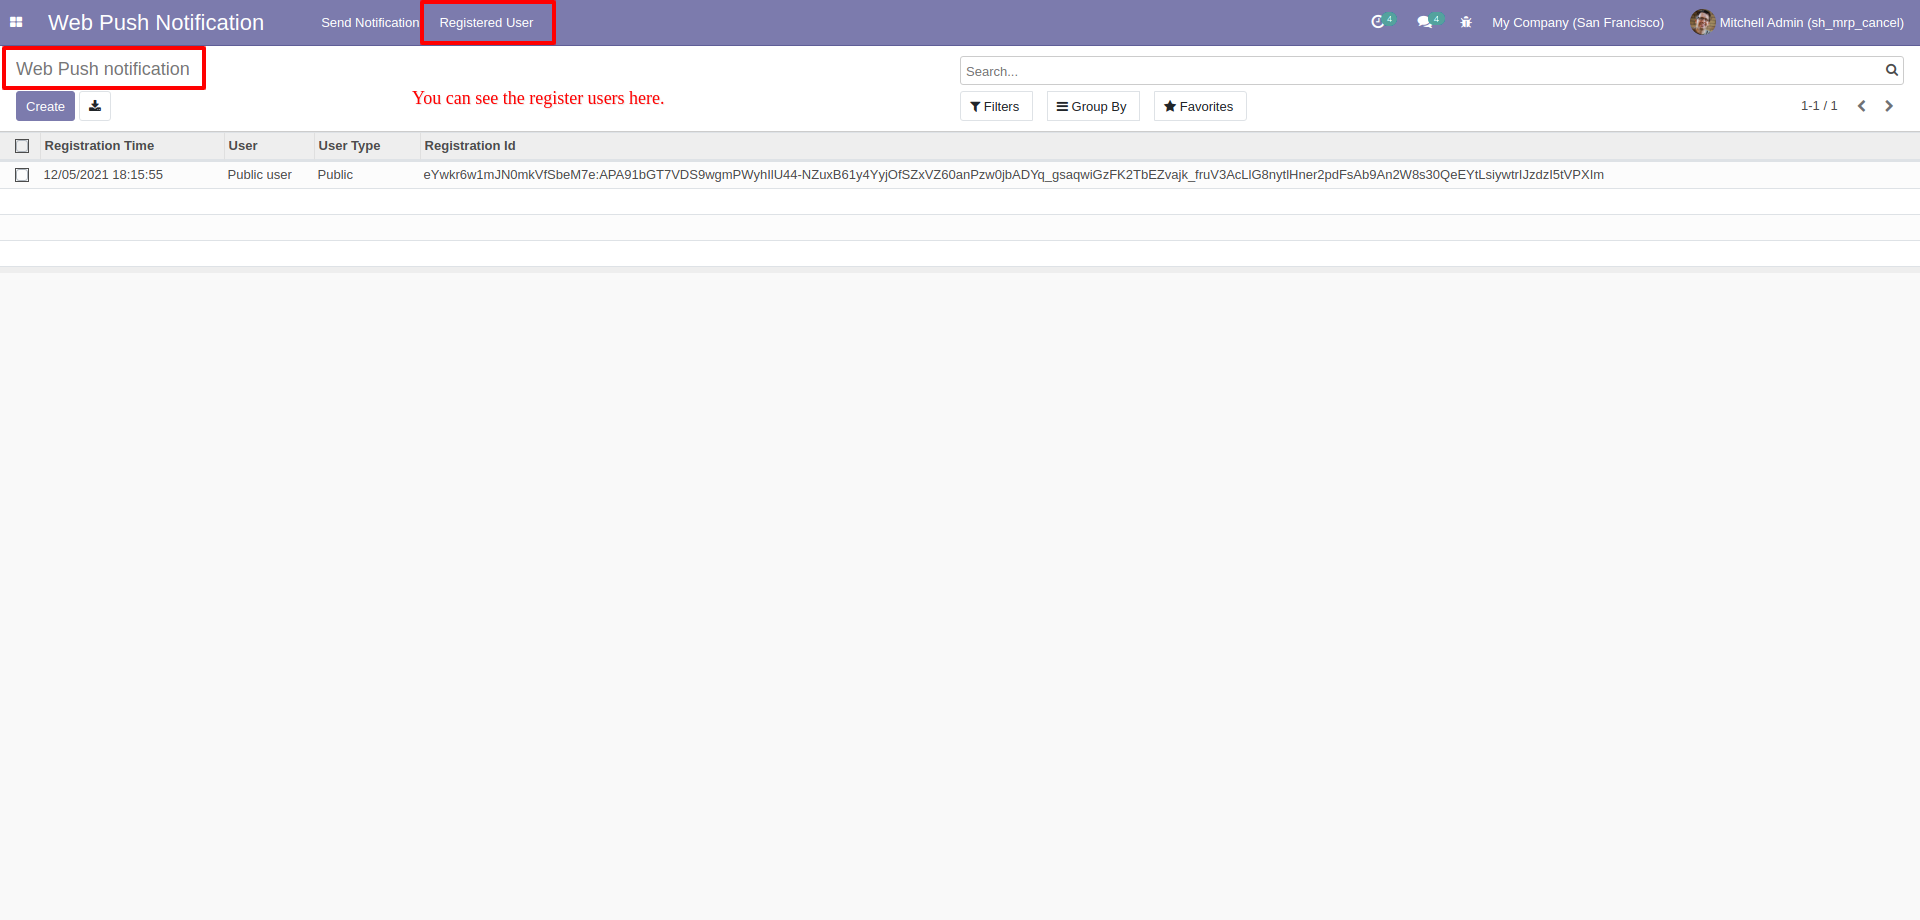 Web Push Notification Send Notification Registered User 4 4 My Company (San Francisco) Mitchell Admin (sh_mrp_cancel)
Web Push notification
Search...
Create
You can see the register users here.
Filters Group By Favorites 1-1 / 1
Registration Time User User Type Registration Id
12/05/2021 18:15:55 Public user Public eYwkr6w1mJN0mkVfSbeM7e:APA91bGT7VDS9wgmPWyhIlU44-NZuxB61y4YyjOfSZxVZ60anPzw0jbADYq_gsaqwiGzFK2TbEZvajk_fruV3AcLlG8nytlHner2pdFsAb9An2W8s30QeEYtLsiywtrIJzdzI5tVPXIm